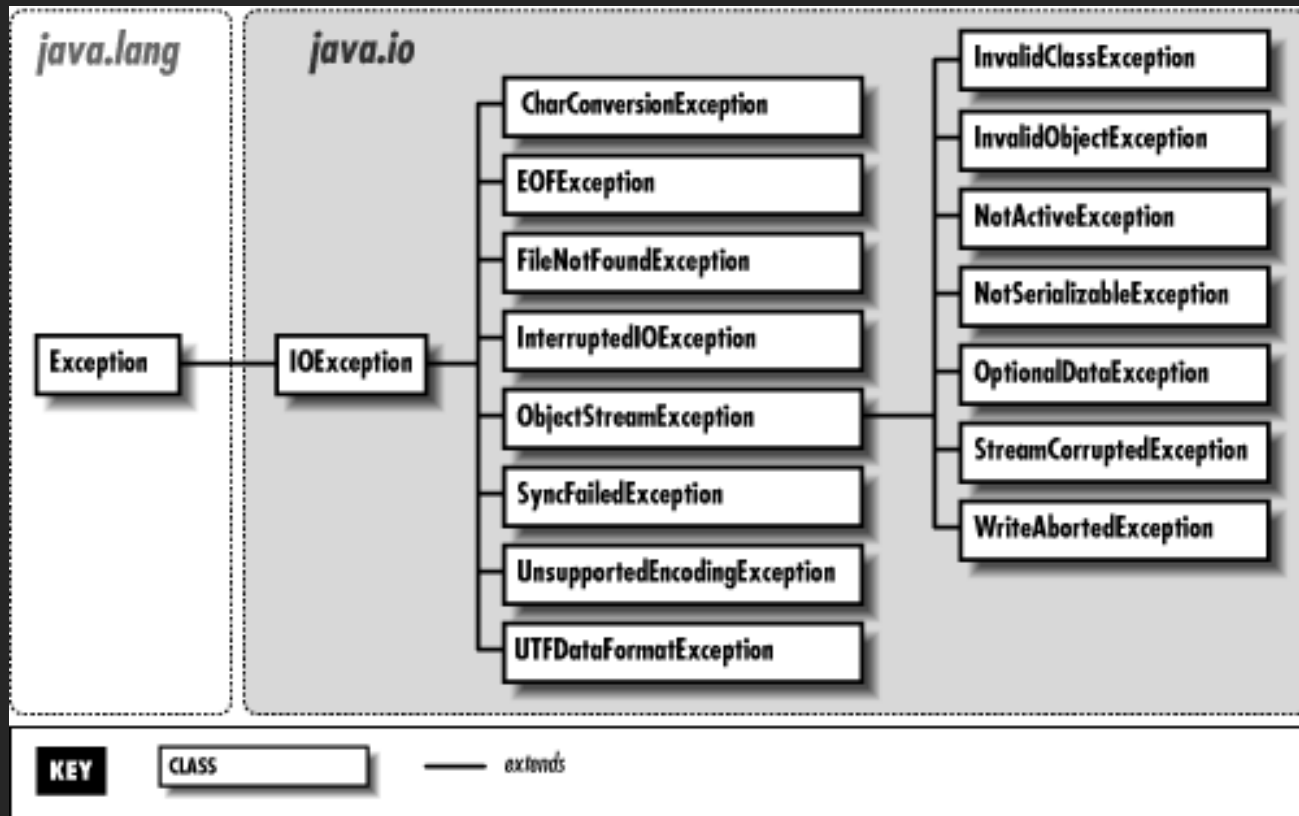 java.lang
java.io
Exception
IOException
CharConversionException
EOFException
FileNotFoundException
InterruptedIOException
ObjectStreamException
SyncFailedException
UnsupportedEncodingException
UTFDataFormatException
InvalidClassException
InvalidObjectException
NotActiveException
NotSerializableException
OptionalDataException
StreamCorruptedException
WriteAbortedException
KEY
CLASS
extends